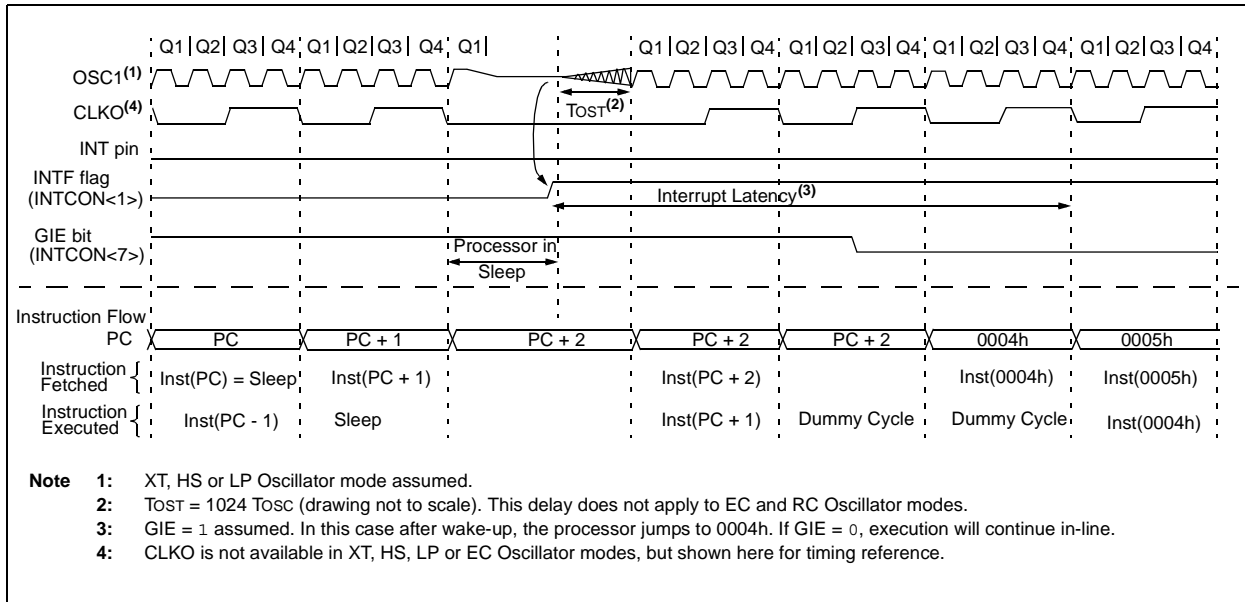 Q1 Q2 Q3 Q4 Q1 Q2 Q3 Q4 Q1 Q1 Q2 Q3 Q4 Q1 Q2 Q3 Q4 Q1 Q2 Q3 Q4 Q1 Q2 Q3 Q4
OSC1(1)
CLKO(4)
TOST(2)
INT pin
INTF flag
(INTCON<1>)
Interrupt Latency(3)
GIE bit
(INTCON<7>)
Processor in
Sleep
Instruction Flow
PC PC PC + 1 PC + 2 PC + 2 PC + 2 0004h 0005h
Instruction
Fetched
Inst(PC) = Sleep Inst(PC + 1) Inst(PC + 2) Inst(0004h) Inst(0005h)
Instruction
Executed
Inst(PC - 1) Sleep Inst(PC + 1) Dummy Cycle Dummy Cycle Inst(0004h)
Note 1: XT, HS or LP Oscillator mode assumed.
2: TOST = 1024 TOSC (drawing not to scale). This delay does not apply to EC and RC Oscillator modes.
3: GIE = 1 assumed. In this case after wake-up, the processor jumps to 0004h. If GIE = 0, execution will continue in-line.
4: CLKO is not available in XT, HS, LP or EC Oscillator modes, but shown here for timing reference.